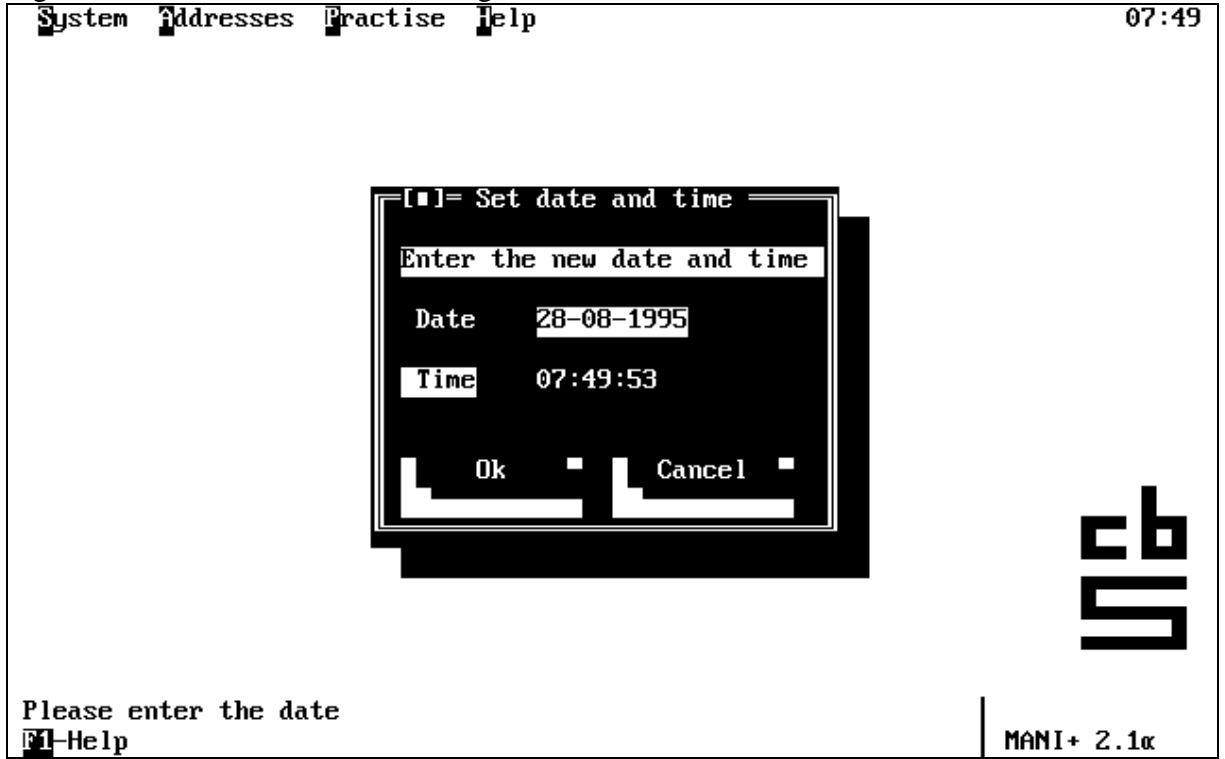 System Addresses Practise Help 07:49
[■]= Set date and time
Enter the new date and time
Date 28-08-1995
Time 07:49:53
Ok Cancel
cb
s
Please enter the date
F1-Help MANI+ 2.1α